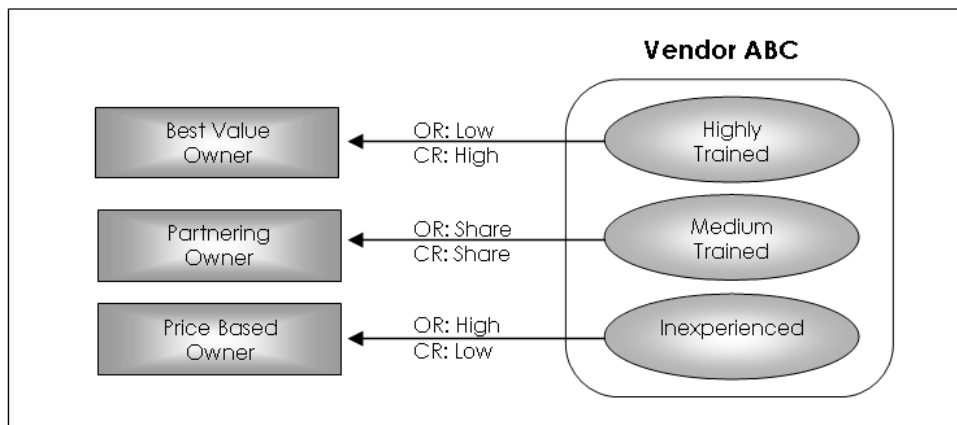 Vendor ABC
Best Value
Owner
OR: Low
CR: High
Highly
Trained
Partnering
Owner
OR: Share
CR: Share
Medium
Trained
Price Based
Owner
OR: High
CR: Low
Inexperienced